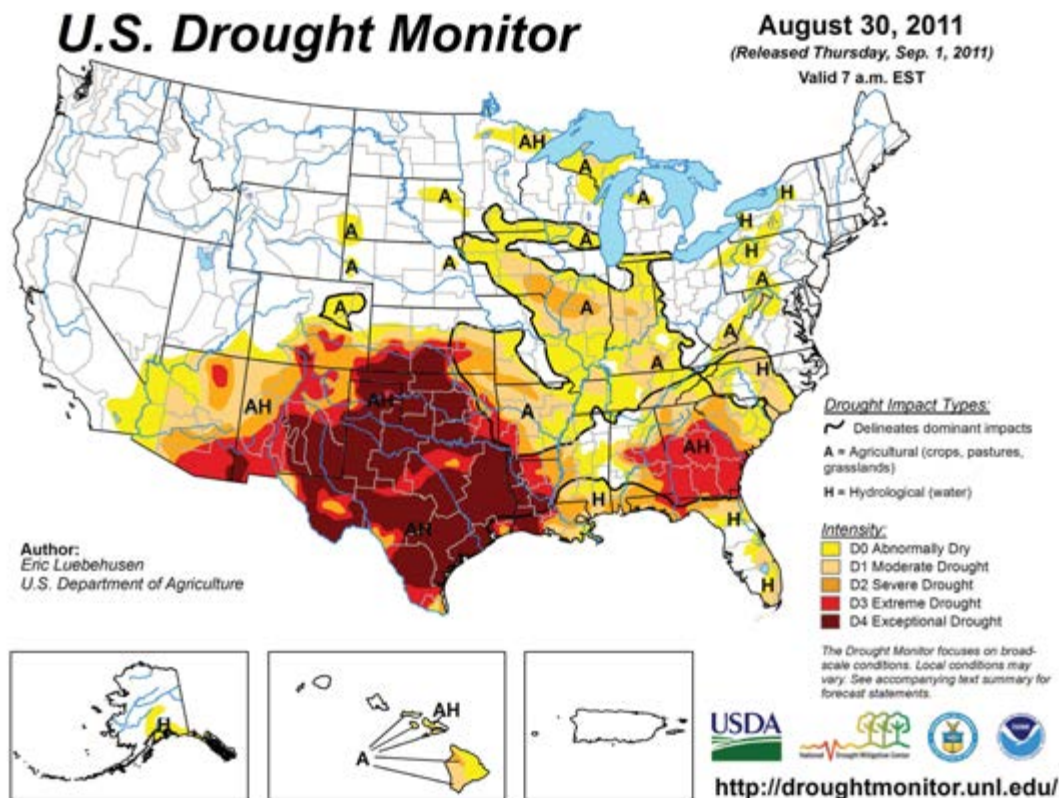 U.S. Drought Monitor
August 30, 2011
(Released Thursday, Sep. 1, 2011)
Valid 7 a.m. EST
AH
A
A
A
H
H
A
A
H
A
A
A
A
A
A
A
H
AH
AH
A
AH
AH
H
H
H
Drought Impact Types:
Delineates dominant impacts
A = Agricultural (crops, pastures,
grasslands)
H = Hydrological (water)
Intensity:
D0 Abnormally Dry
D1 Moderate Drought
D2 Severe Drought
D3 Extreme Drought
D4 Exceptional Drought
Author:
Eric Luebehusen
U.S. Department of Agriculture
The Drought Monitor focuses on broad-
scale conditions. Local conditions may
vary. See accompanying text summary for
forecast statements.
H
AH
A
USDA
National Drought Mitigation Center
http://droughtmonitor.unl.edu/